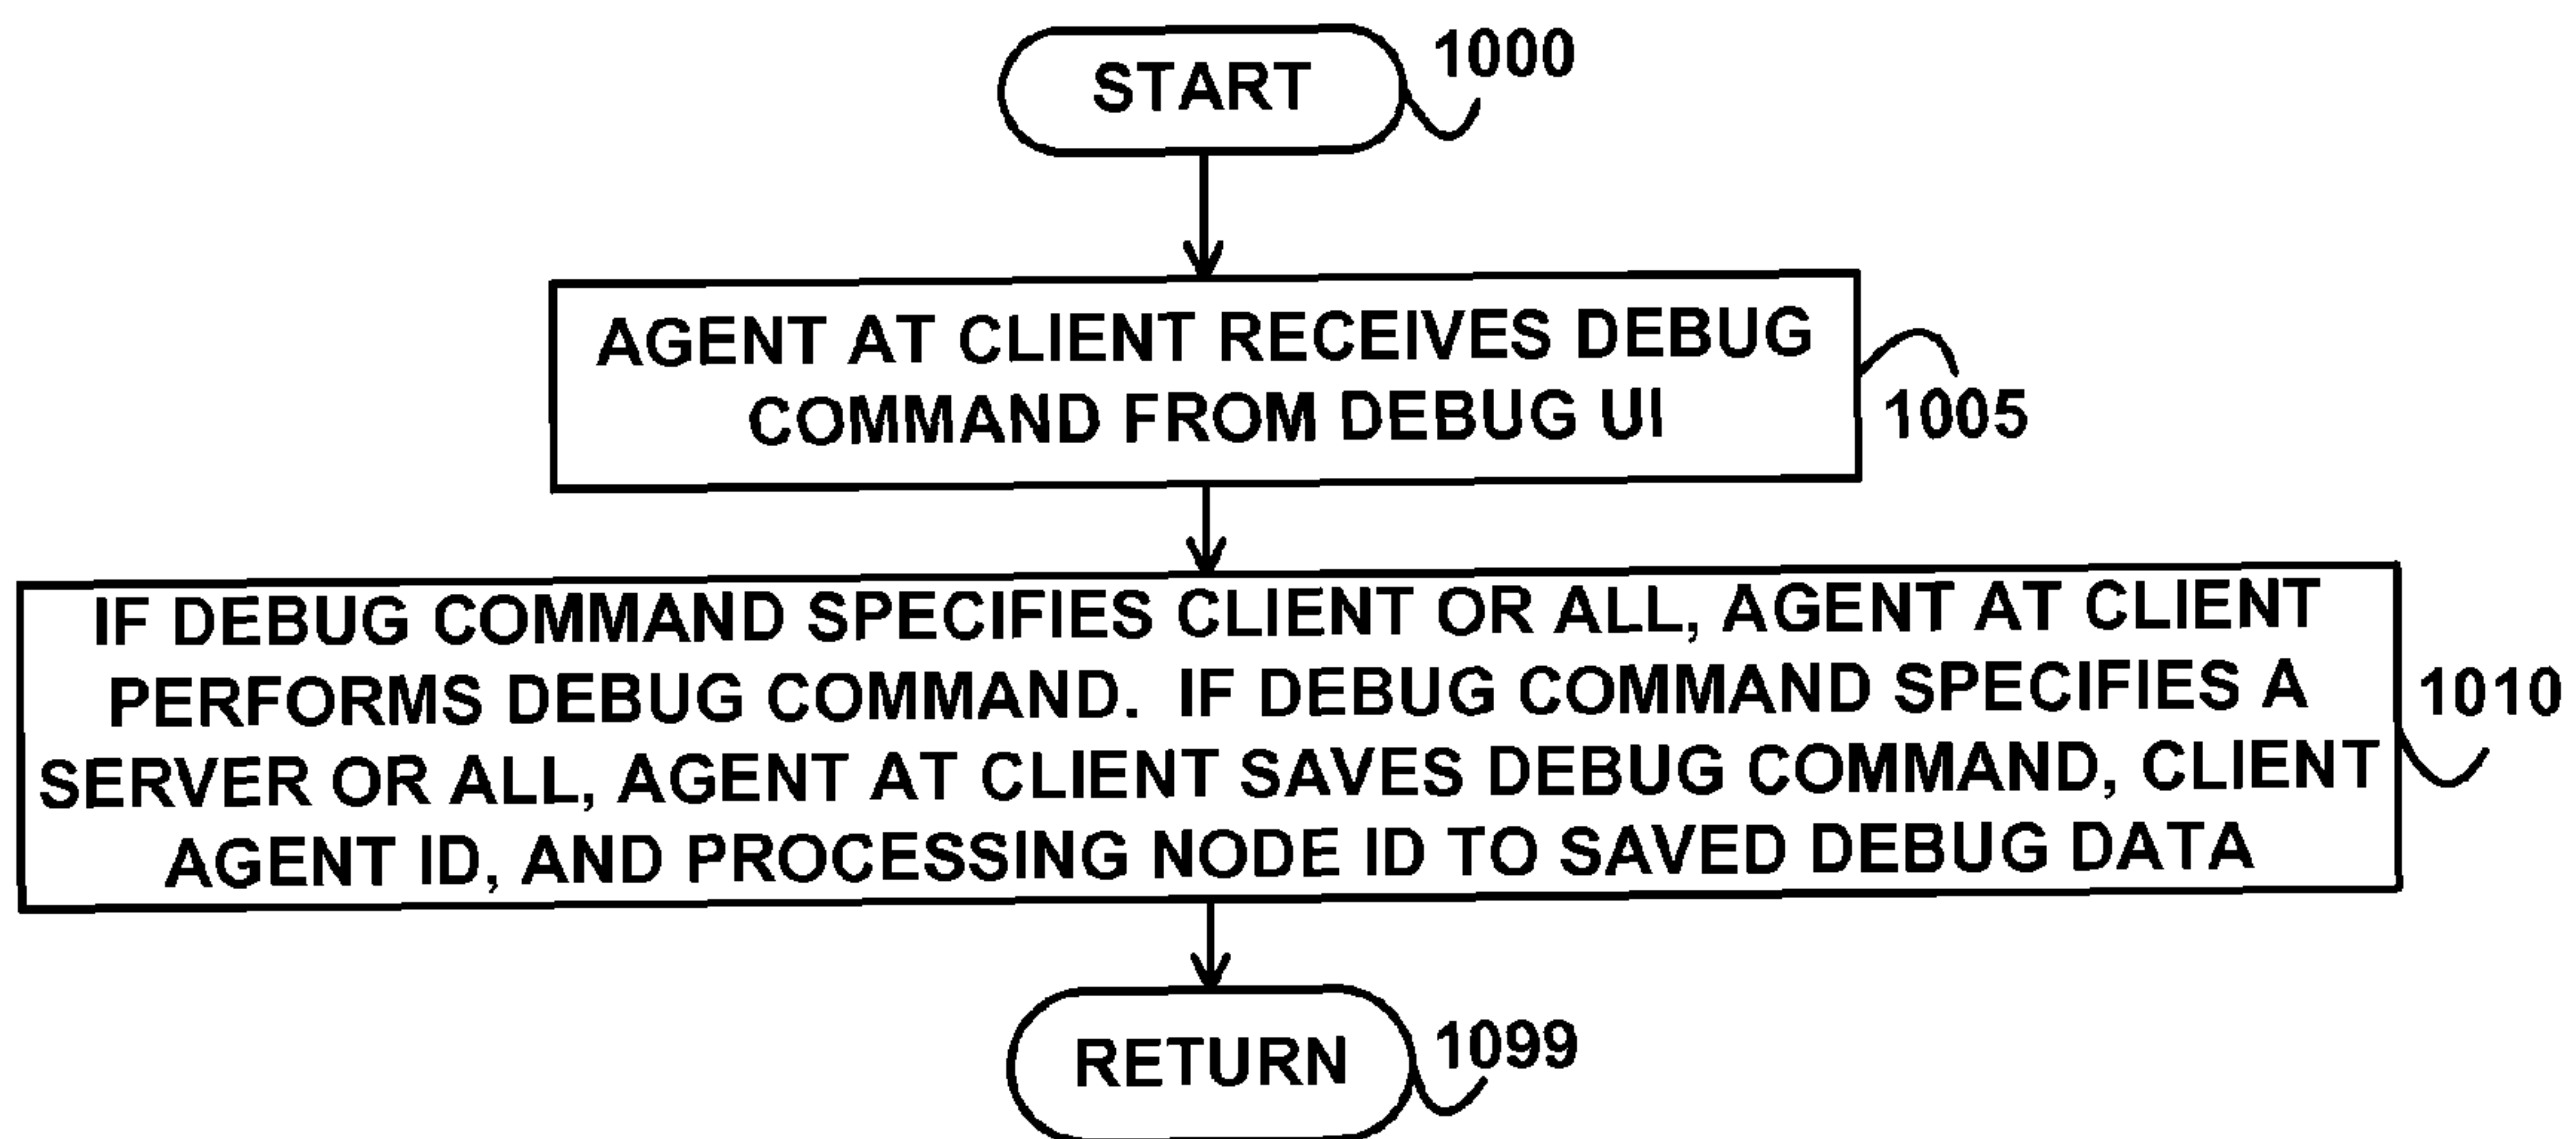 START
1000
AGENT AT CLIENT RECEIVES DEBUG
COMMAND FROM DEBUG UI
1005
IF DEBUG COMMAND SPECIFIES CLIENT OR ALL, AGENT AT CLIENT
PERFORMS DEBUG COMMAND. IF DEBUG COMMAND SPECIFIES A
SERVER OR ALL, AGENT AT CLIENT SAVES DEBUG COMMAND, CLIENT
AGENT ID, AND PROCESSING NODE ID TO SAVED DEBUG DATA
1010
RETURN
1099